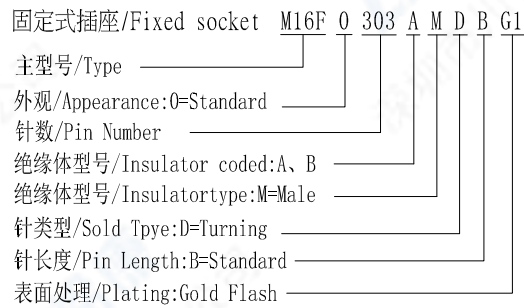 固定式插座/Fixed socket M16F 0 303 A M D B G1
主型号/Type
外观/Appearance:0=Standard
针数/Pin Number
绝缘体型号/Insulator coded:A、B
绝缘体型号/Insulatortype:M=Male
针类型/Sold Tpye:D=Turning
针长度/Pin Length:B=Standard
表面处理/Plating:Gold Flash